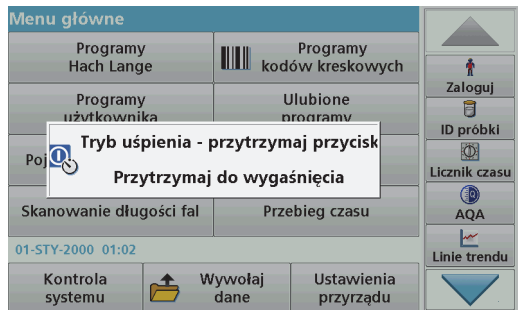 Menu główne
Programy
Hach Lange
Programy
kodów kreskowych
Programy
użytkownika
Ulubione
programy
Tryb uśpienia - przytrzymaj przycisk
Przytrzymaj do wygaśnięcia
Poj
Skanowanie długości fal
Przebieg czasu
01-STY-2000 01:02
Kontrola
systemu
Wywołaj
dane
Ustawienia
przyrządu
Zaloguj
ID próbki
Licznik czasu
AQA
Linie trendu